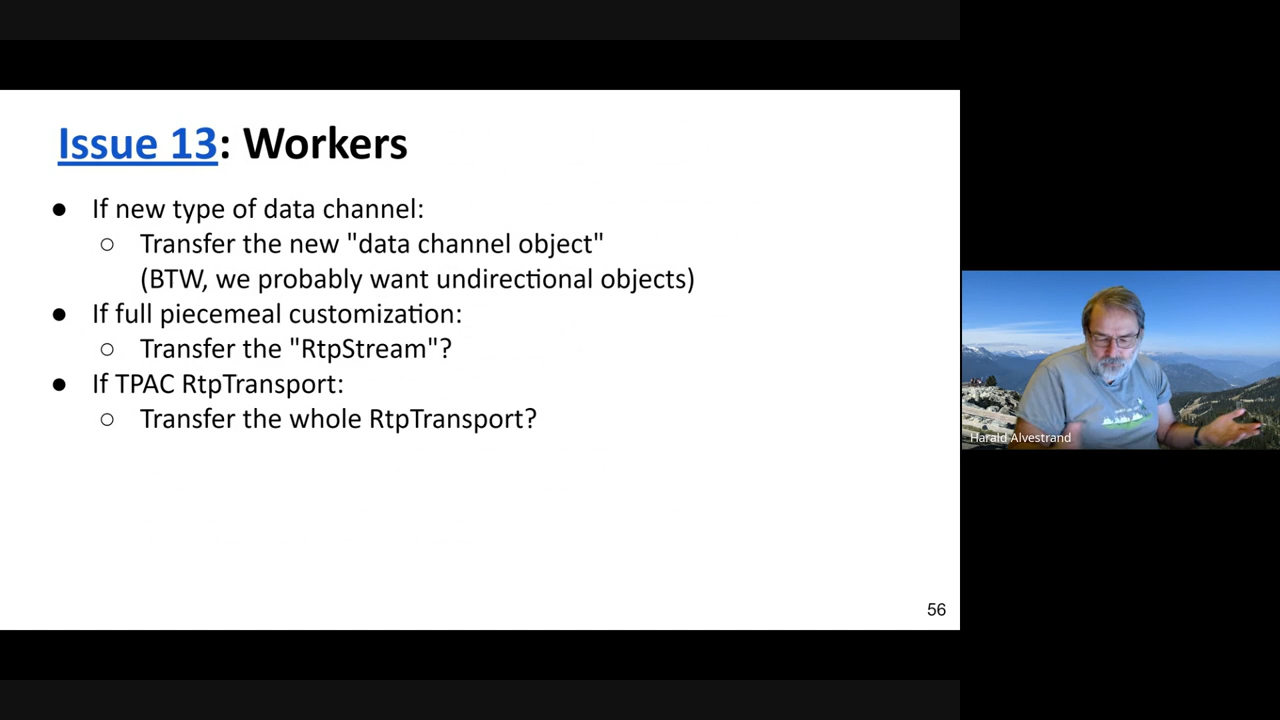 Issue 13: Workers
● If new type of data channel:
○ Transfer the new "data channel object"
(BTW, we probably want undirectional objects)
● If full piecemeal customization:
○ Transfer the "RtpStream"?
● If TPAC RtpTransport:
○ Transfer the whole RtpTransport?
56
Harald Alvestrand